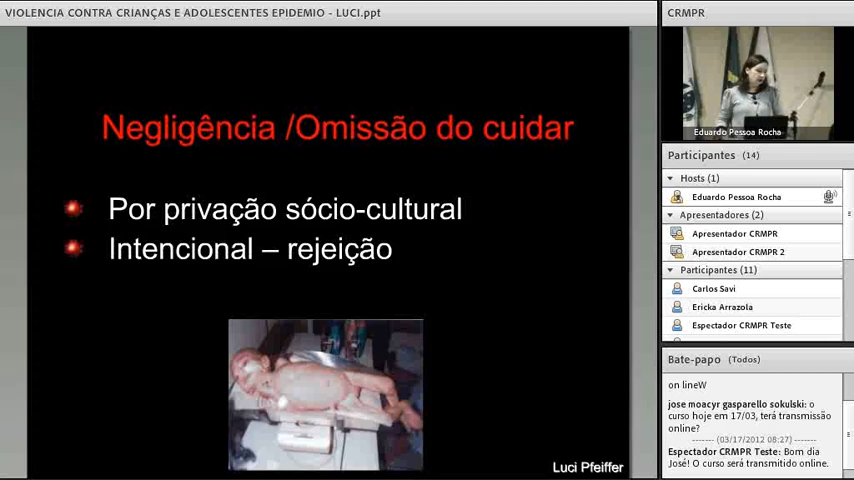 VIOLENCIA CONTRA CRIANÇAS E ADOLESCENTES EPIDEMIO - LUCI.ppt
Negligência /Omissão do cuidar
Por privação sócio-cultural
Intencional – rejeição
Luci Pfeiffer
CRMPR
Eduardo Pessoa Rocha
Participantes (14)
Hosts (1)
Eduardo Pessoa Rocha
Apresentadores (2)
Apresentador CRMPR
Apresentador CRMPR 2
Participantes (11)
Carlos Savi
Ericka Arrazola
Espectador CRMPR Teste
Bate-papo (Todos)
on lineW
jose moacyr gasparello sokulski: o
curso hoje em 17/03, terá transmissão
online?
------- (03/17/2012 08:27) -------
Espectador CRMPR Teste: Bom dia
José! O curso será transmitido online.